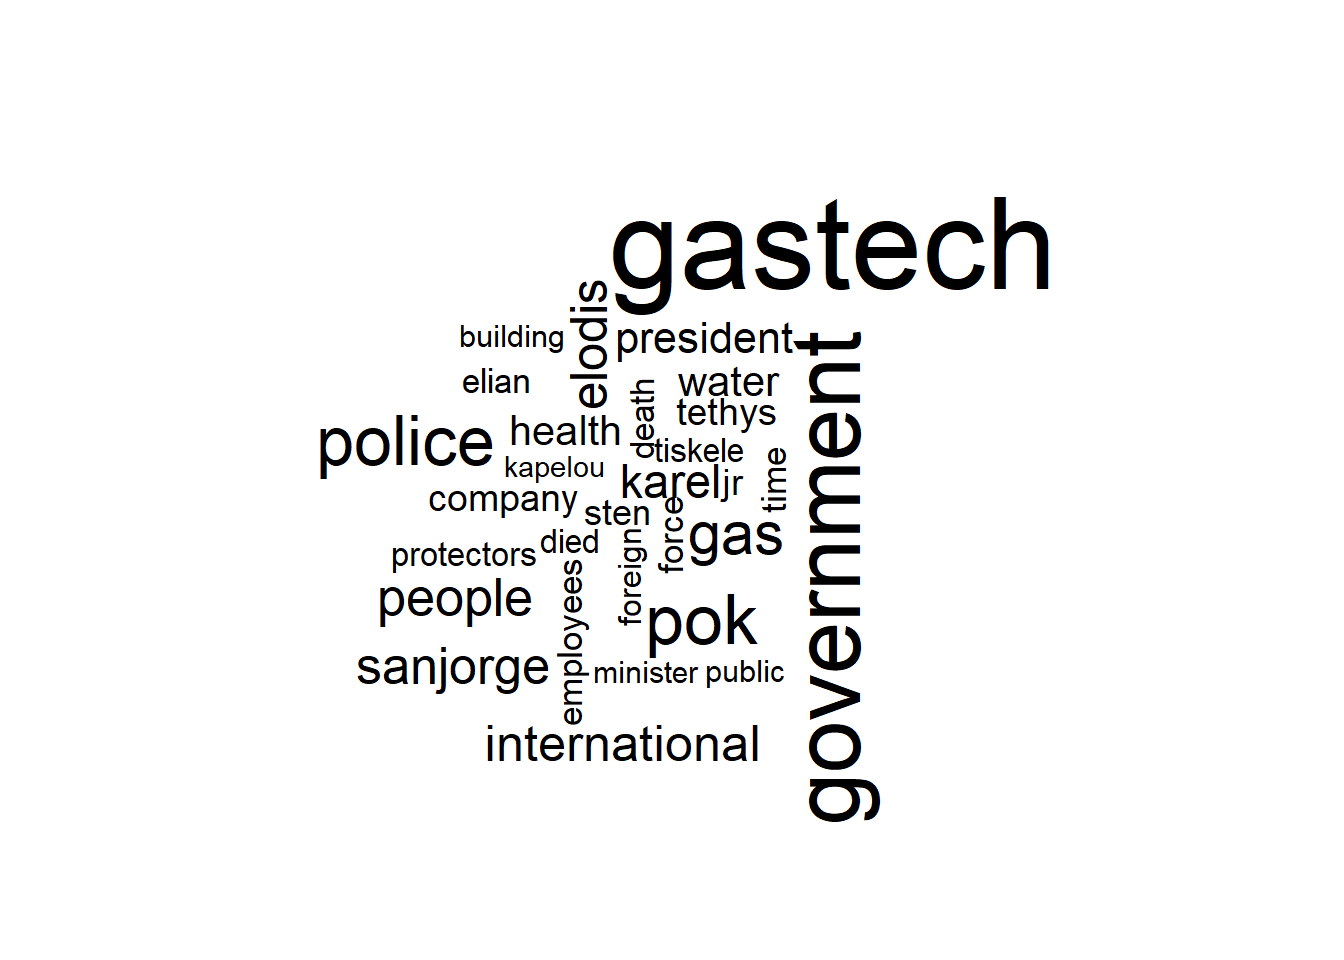 gastech
elodis
building
president
government
elian
water
death
tethys
police
health
tiskele
kapelou
karel
jr
time
company
sten
force
gas
died
protectors
foreign
employees
people
pok
sanjorge
minister
public
international